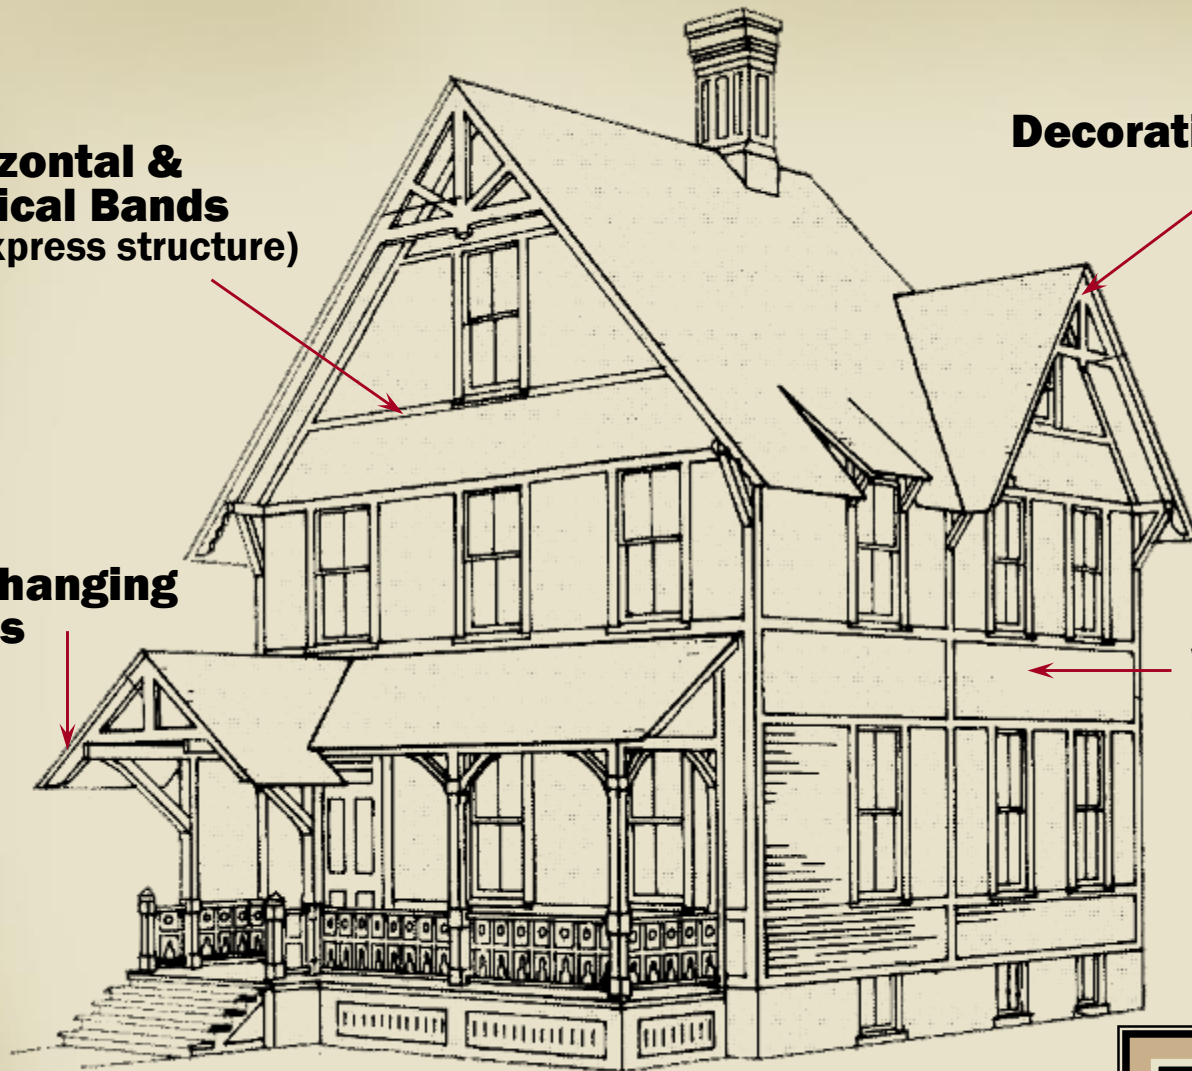 zontal &
ical Bands
xpress structure)
Decorati
hanging
s